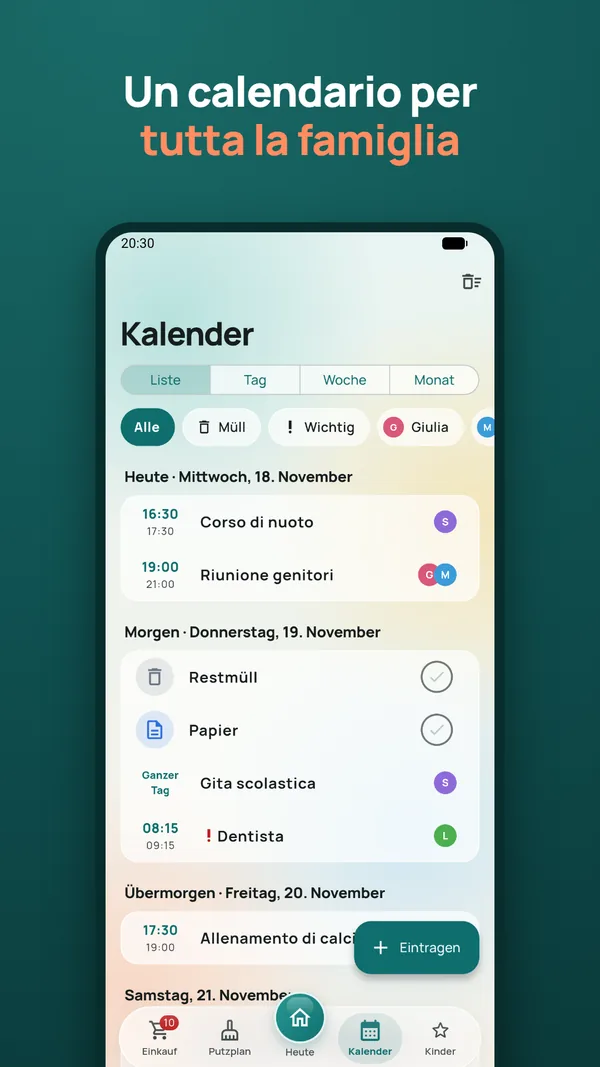 Un calendario per
tutta la famiglia
20:30
Kalender
Liste Tag Woche Monat
Alle Müll Wichtig G Giulia M
Heute · Mittwoch, 18. November
16:30 Corso di nuoto S
17:30
19:00 Riunione genitori G M
21:00
Morgen · Donnerstag, 19. November
Restmüll
Papier
Ganzer Tag Gita scolastica S
08:15 ! Dentista L
09:15
Übermorgen · Freitag, 20. November
17:30 Allenamento di calci
19:00
+ Eintragen
Samstag, 21. November
10
Einkauf Putzplan Heute Kalender Kinder